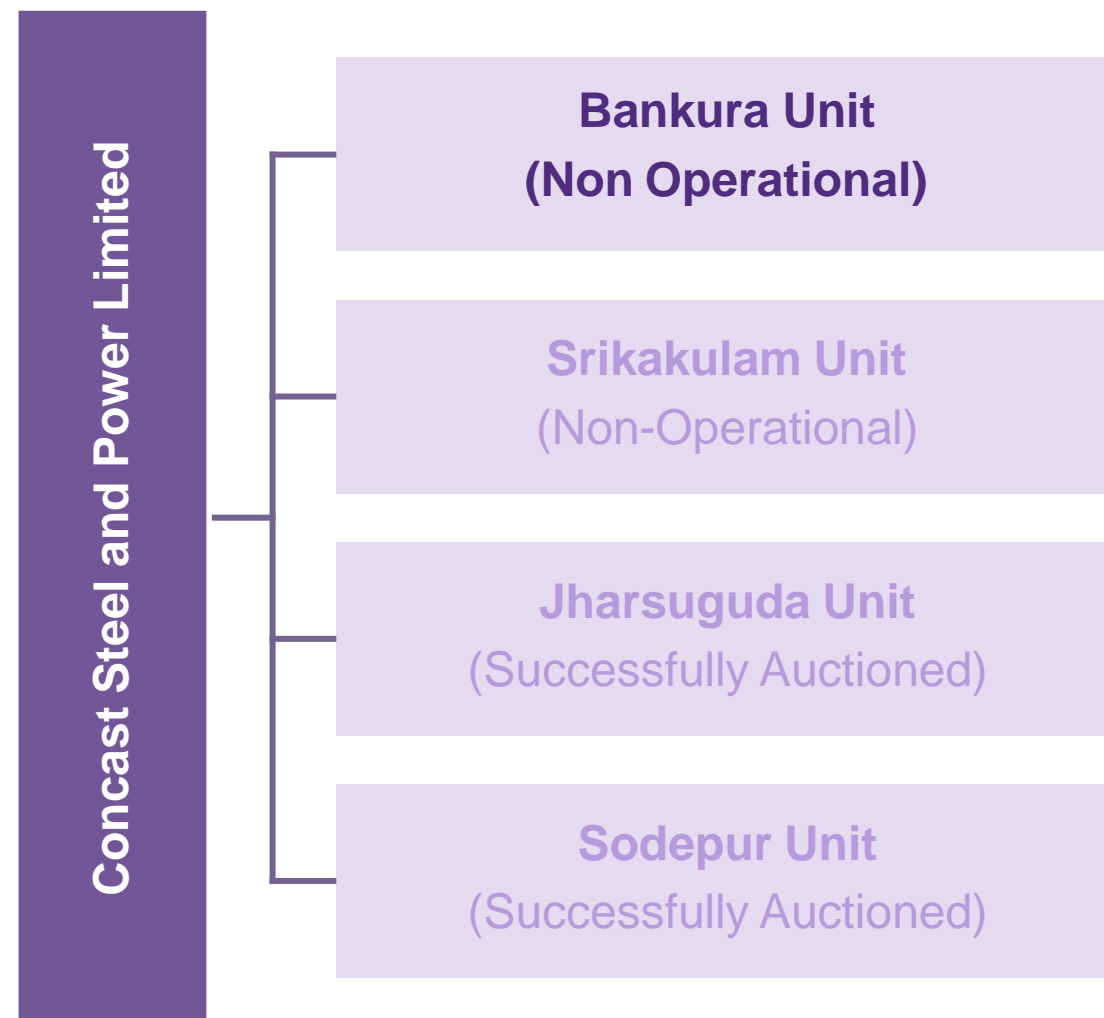 Concast Steel and Power Limited
Bankura Unit
(Non Operational)
Srikakulam Unit
(Non-Operational)
Jharsuguda Unit
(Successfully Auctioned)
Sodepur Unit
(Successfully Auctioned)